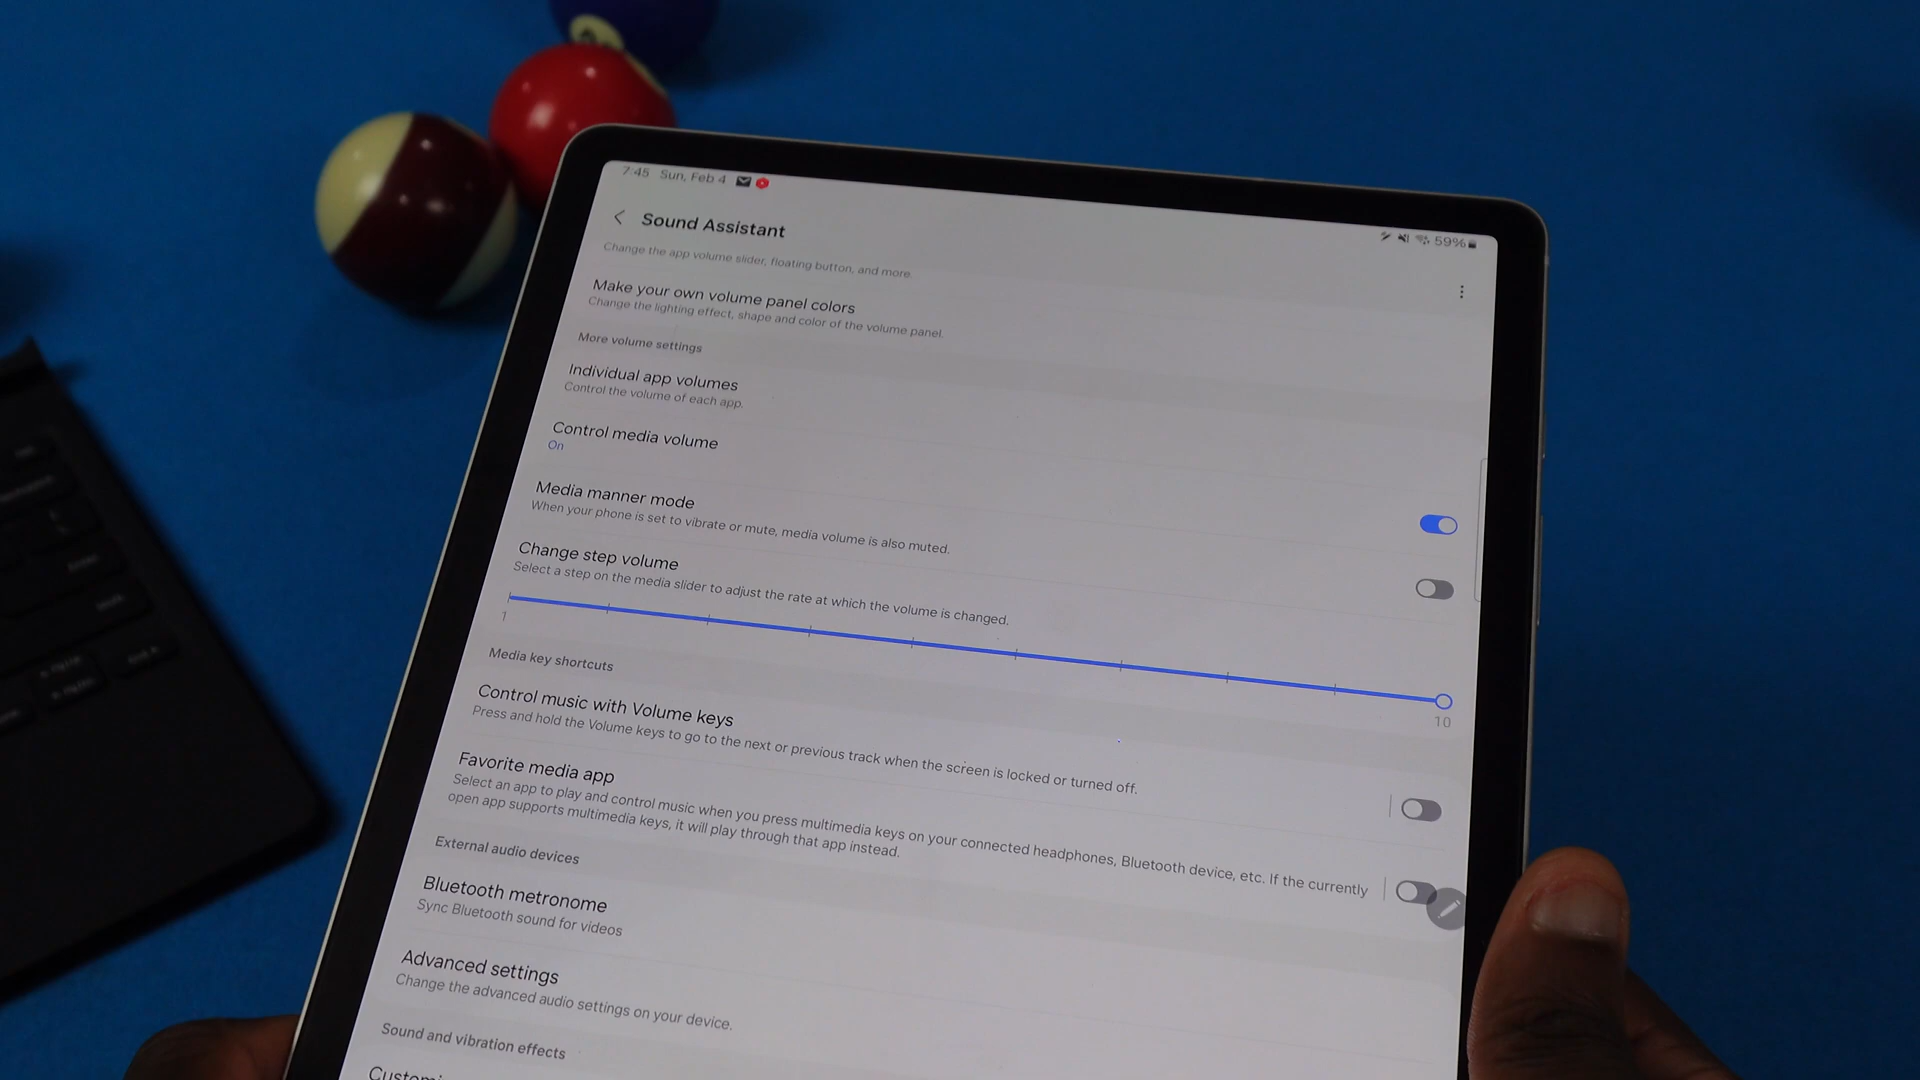 7:45 Sun, Feb 4
59%
Sound Assistant
Change the app volume slider, floating button, and more.
Make your own volume panel colors
Change the lighting effect, shape and color of the volume panel.
More volume settings
Individual app volumes
Control the volume of each app.
Control media volume
On
Media manner mode
When your phone is set to vibrate or mute, media volume is also muted.
Change step volume
Select a step on the media slider to adjust the rate at which the volume is changed.
1
10
Media key shortcuts
Control music with Volume keys
Press and hold the Volume keys to go to the next or previous track when the screen is locked or turned off.
Favorite media app
Select an app to play and control music when you press multimedia keys on your connected headphones, Bluetooth device, etc. If the currently
open app supports multimedia keys, it will play through that app instead.
External audio devices
Bluetooth metronome
Sync Bluetooth sound for videos
Advanced settings
Change the advanced audio settings on your device.
Sound and vibration effects